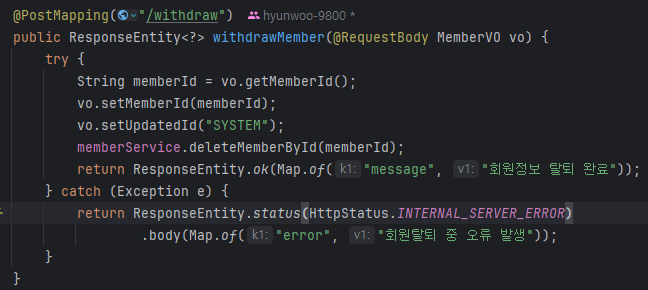 @PostMapping("/withdraw") hyunwoo-9800 *
public ResponseEntity<?> withdrawMember(@RequestBody MemberVO vo) {
try {
String memberId = vo.getMemberId();
vo.setMemberId(memberId);
vo.setUpdatedId("SYSTEM");
memberService.deleteMemberById(memberId);
return ResponseEntity.ok(Map.of( k1: "message", v1: "회원정보 탈퇴 완료"));
} catch (Exception e) {
return ResponseEntity.status(HttpStatus.INTERNAL_SERVER_ERROR)
.body(Map.of( k1: "error", v1: "회원탈퇴 중 오류 발생"));
}
}